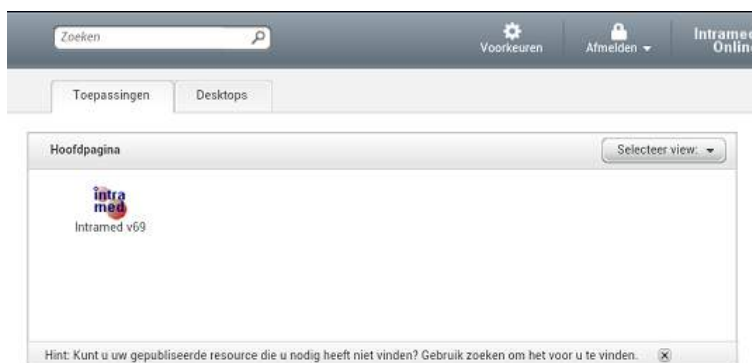 Zoeken
Voorkeuren
Afmelden
Intramed
Online
Toepassingen
Desktops
Hoofdpagina
Selecteer view:
intra
med
Intramed v69
Hint: Kunt u uw gepubliseerde resource die u nodig heeft niet vinden? Gebruik zoeken om het voor u te vinden.